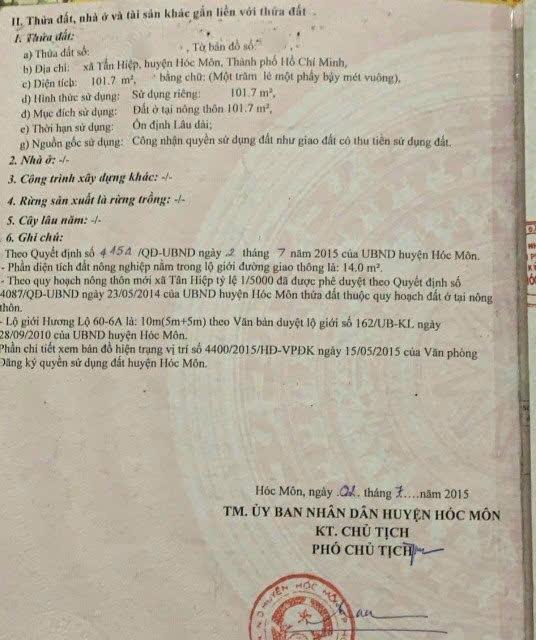 II. Thửa đất, nhà ở và tài sản khác gắn liền với thửa đất
1. Thửa đất:
a) Thửa đất số: , Tờ bản đồ số:
b) Địa chỉ: xã Tân Hiệp, huyện Hóc Môn, Thành phố Hồ Chí Minh,
c) Diện tích: 101.7 m², bằng chữ: (Một trăm lẻ một phẩy bảy mét vuông),
d) Hình thức sử dụng: Sử dụng riêng: 101.7 m²,
đ) Mục đích sử dụng: Đất ở tại nông thôn 101.7 m²,
e) Thời hạn sử dụng: Ổn định Lâu dài;
g) Nguồn gốc sử dụng: Công nhận quyền sử dụng đất như giao đất có thu tiền sử dụng đất.
2. Nhà ở: -/-
3. Công trình xây dựng khác: -/-
4. Rừng sản xuất là rừng trồng: -/-
5. Cây lâu năm: -/-
6. Ghi chú:
Theo Quyết định số /QĐ-UBND ngày 2 tháng 7 năm 2015 của UBND huyện Hóc Môn.
- Phần diện tích đất nông nghiệp nằm trong lộ giới đường giao thông là: 14.0 m².
- Theo quy hoạch nông thôn mới xã Tân Hiệp tỷ lệ 1/5000 đã được phê duyệt theo Quyết định số
4087/QĐ-UBND ngày 23/05/2014 của UBND huyện Hóc Môn thửa đất thuộc quy hoạch đất ở tại nông
thôn.
- Lộ giới Hương Lộ 60-6A là: 10m(5m+5m) theo Văn bản duyệt lộ giới số 162/UB-KL ngày
28/09/2010 của UBND huyện Hóc Môn.
Phần chi tiết xem bản đồ hiện trạng vị trí số 4400/2015/HĐ-VPĐK ngày 15/05/2015 của Văn phòng
Đăng ký quyền sử dụng đất huyện Hóc Môn.
Hóc Môn, ngày .02. tháng 7....năm 2015
TM. ỦY BAN NHÂN DÂN HUYỆN HÓC MÔN
KT. CHỦ TỊCH
PHÓ CHỦ TỊCH
N.D HUYỆN HÓC MÔN